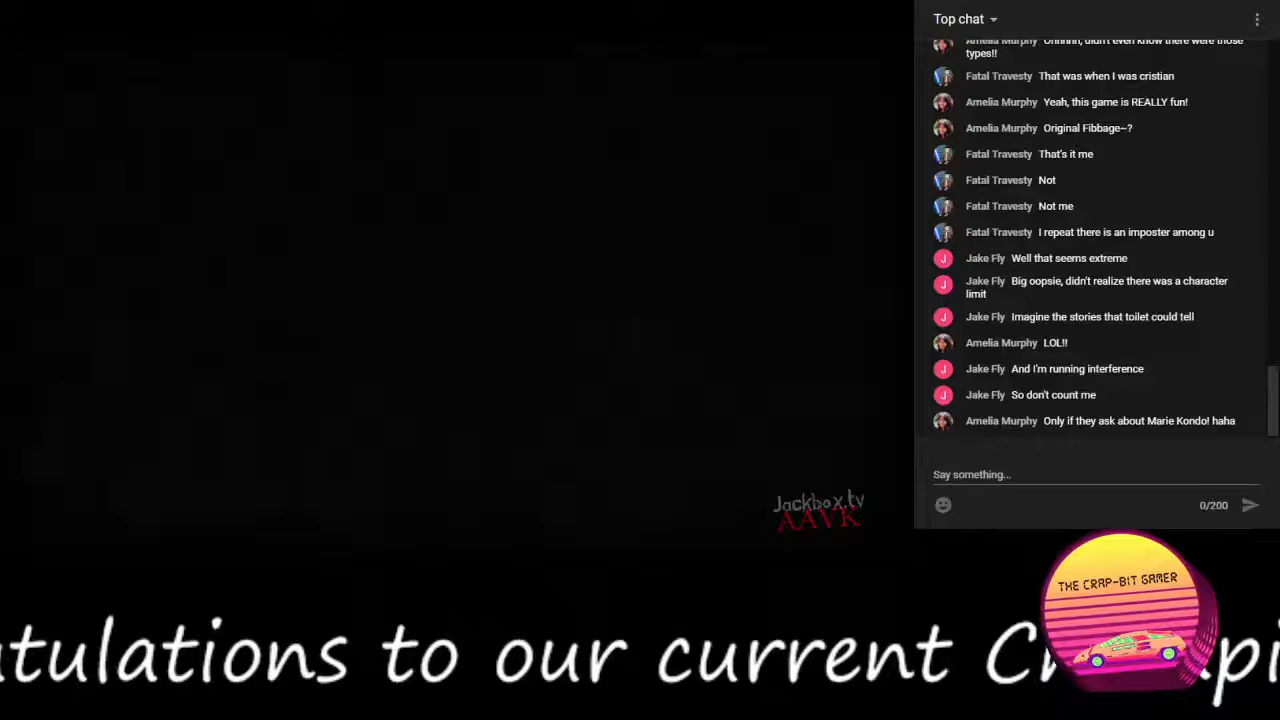 Top chat
Amelia Murphy Ohhhhh, didn't even know there were those
types!!
Fatal Travesty That was when I was cristian
Amelia Murphy Yeah, this game is REALLY fun!
Amelia Murphy Original Fibbage~?
Fatal Travesty That's it me
Fatal Travesty Not
Fatal Travesty Not me
Fatal Travesty I repeat there is an imposter among u
J Jake Fly Well that seems extreme
J Jake Fly Big oopsie, didn't realize there was a character
limit
J Jake Fly Imagine the stories that toilet could tell
Amelia Murphy LOL!!
J Jake Fly And I'm running interference
J Jake Fly So don't count me
Amelia Murphy Only if they ask about Marie Kondo! haha
Say something...
0/200
Jackbox.tv
AAVK
THE CRAP-BIT GAMER
atulations to our current